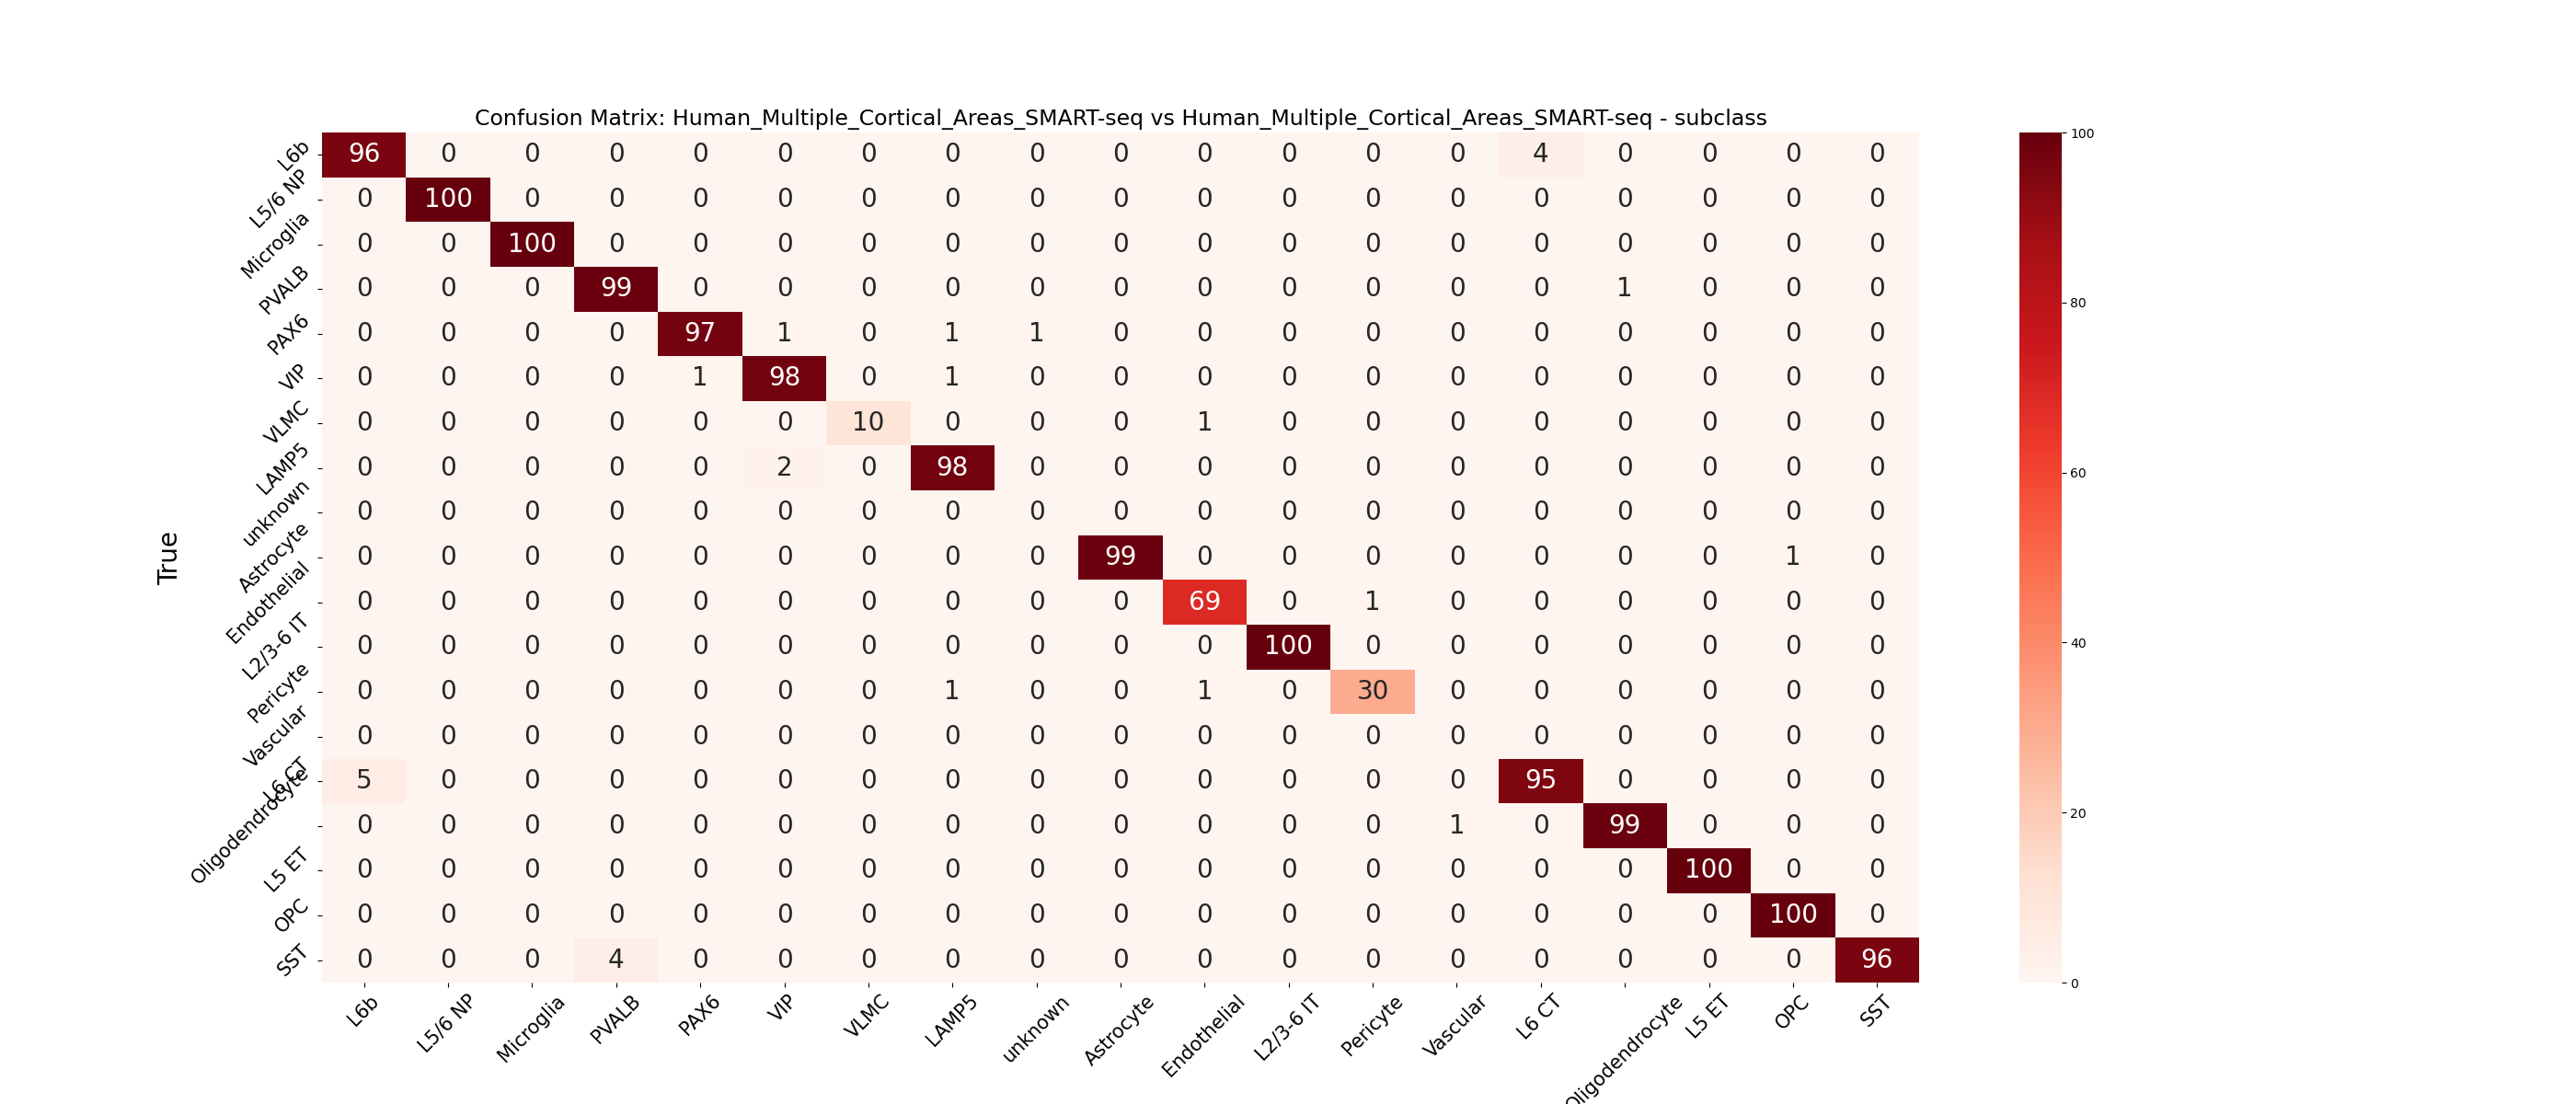 Confusion Matrix: Human_Multiple_Cortical_Areas_SMART-seq vs Human_Multiple_Cortical_Areas_SMART-seq - subclass
True
L6b 96 0 0 0 0 0 0 0 0 0 0 0 0 0 4 0 0 0 0
L5/6 NP 0 100 0 0 0 0 0 0 0 0 0 0 0 0 0 0 0 0 0
Microglia 0 0 100 0 0 0 0 0 0 0 0 0 0 0 0 0 0 0 0
PVALB 0 0 0 99 0 0 0 0 0 0 0 0 0 0 0 1 0 0 0
PAX6 0 0 0 0 97 1 0 1 1 0 0 0 0 0 0 0 0 0 0
VIP 0 0 0 0 1 98 0 1 0 0 0 0 0 0 0 0 0 0 0
VLMC 0 0 0 0 0 0 10 0 0 0 1 0 0 0 0 0 0 0 0
LAMP5 0 0 0 0 0 2 0 98 0 0 0 0 0 0 0 0 0 0 0
unknown 0 0 0 0 0 0 0 0 0 0 0 0 0 0 0 0 0 0 0
Astrocyte 0 0 0 0 0 0 0 0 0 99 0 0 0 0 0 0 0 1 0
Endothelial 0 0 0 0 0 0 0 0 0 0 69 0 1 0 0 0 0 0 0
L2/3-6 IT 0 0 0 0 0 0 0 0 0 0 0 100 0 0 0 0 0 0 0
Pericyte 0 0 0 0 0 0 0 1 0 0 1 0 30 0 0 0 0 0 0
Vascular 0 0 0 0 0 0 0 0 0 0 0 0 0 0 0 0 0 0 0
L6 CT 5 0 0 0 0 0 0 0 0 0 0 0 0 0 95 0 0 0 0
Oligodendrocyte 0 0 0 0 0 0 0 0 0 0 0 0 0 1 0 99 0 0 0
L5 ET 0 0 0 0 0 0 0 0 0 0 0 0 0 0 0 0 100 0 0
OPC 0 0 0 0 0 0 0 0 0 0 0 0 0 0 0 0 0 100 0
SST 0 0 0 4 0 0 0 0 0 0 0 0 0 0 0 0 0 0 96
L6b L5/6 NP Microglia PVALB PAX6 VIP VLMC LAMP5 unknown Astrocyte Endothelial L2/3-6 IT Pericyte Vascular L6 CT Oligodendrocyte L5 ET OPC SST
100
80
60
40
20
0